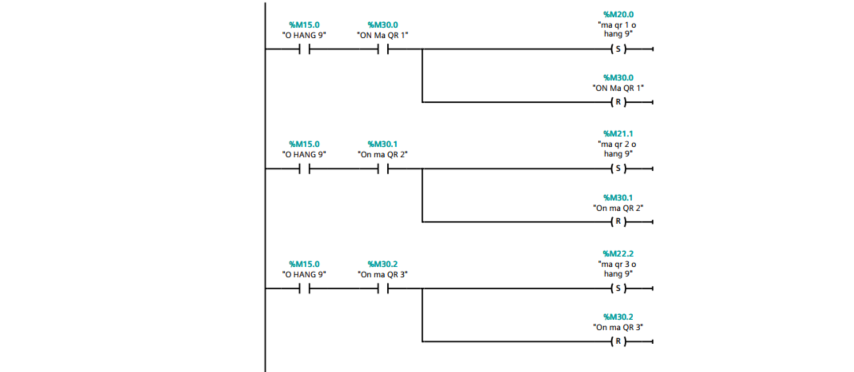 %M20.0
%M15.0 %M30.0 "ma qr 1 o
"O HANG 9" "ON Ma QR 1" hang 9"
S
%M30.0
"ON Ma QR 1"
R
%M21.1
%M15.0 %M30.1 "ma qr 2 o
"O HANG 9" "On ma QR 2" hang 9"
S
%M30.1
"On ma QR 2"
R
%M22.2
%M15.0 %M30.2 "ma qr 3 o
"O HANG 9" "On ma QR 3" hang 9"
S
%M30.2
"On ma QR 3"
R